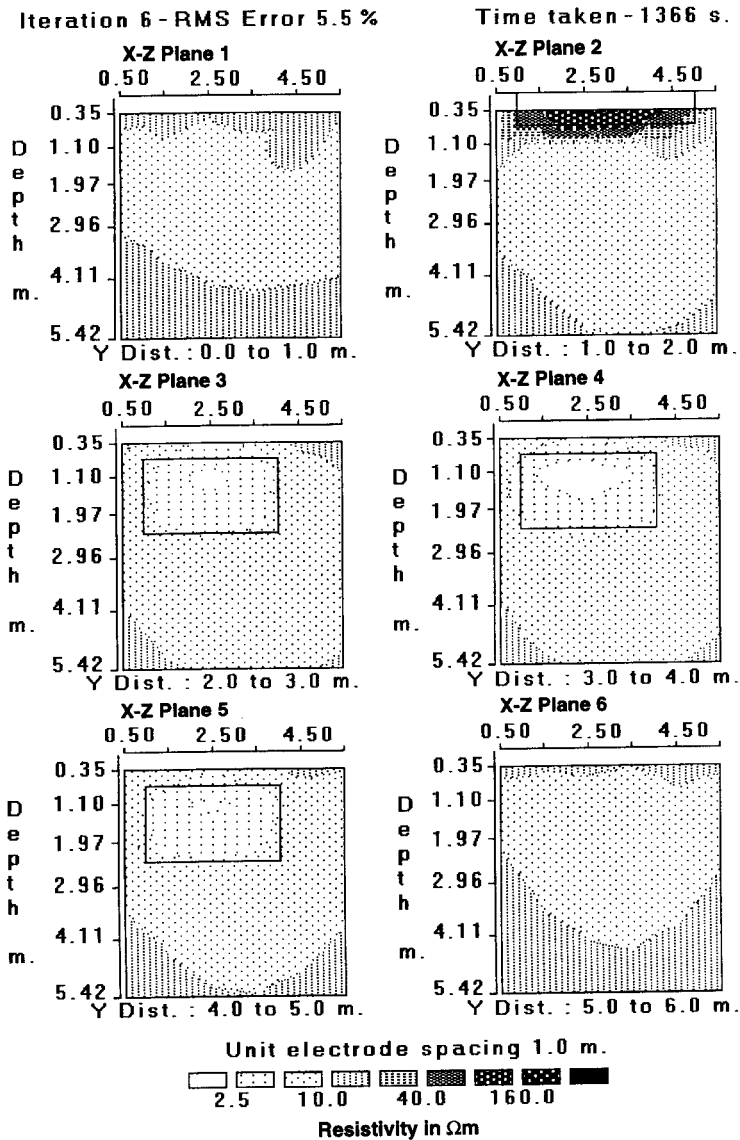 Iteration 6 - RMS Error 5.5 %
Time taken - 1366 s.
X-Z Plane 1
0.50 2.50 4.50
0.35
1.10
1.97
2.96
4.11
5.42
Depth m.
Y Dist. : 0.0 to 1.0 m.
X-Z Plane 2
0.50 2.50 4.50
0.35
1.10
1.97
2.96
4.11
5.42
Depth m.
Y Dist. : 1.0 to 2.0 m.
X-Z Plane 3
0.50 2.50 4.50
0.35
1.10
1.97
2.96
4.11
5.42
Depth m.
Y Dist. : 2.0 to 3.0 m.
X-Z Plane 4
0.50 2.50 4.50
0.35
1.10
1.97
2.96
4.11
5.42
Depth m.
Y Dist. : 3.0 to 4.0 m.
X-Z Plane 5
0.50 2.50 4.50
0.35
1.10
1.97
2.96
4.11
5.42
Depth m.
Y Dist. : 4.0 to 5.0 m.
X-Z Plane 6
0.50 2.50 4.50
0.35
1.10
1.97
2.96
4.11
5.42
Depth m.
Y Dist. : 5.0 to 6.0 m.
Unit electrode spacing 1.0 m.
2.5 10.0 40.0 160.0
Resistivity in Ωm